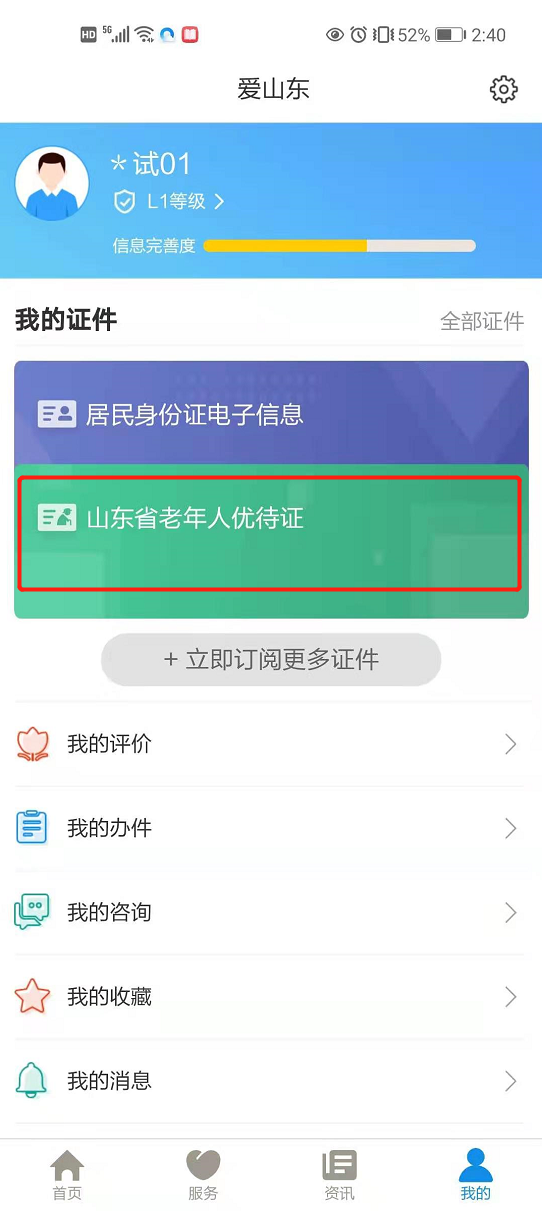 HD 5G 52% 2:40
爱山东
*试01
L1等级
信息完善度
我的证件 全部证件
居民身份证电子信息
山东省老年人优待证
+ 立即订阅更多证件
我的评价
我的办件
我的咨询
我的收藏
我的消息
首页 服务 资讯 我的